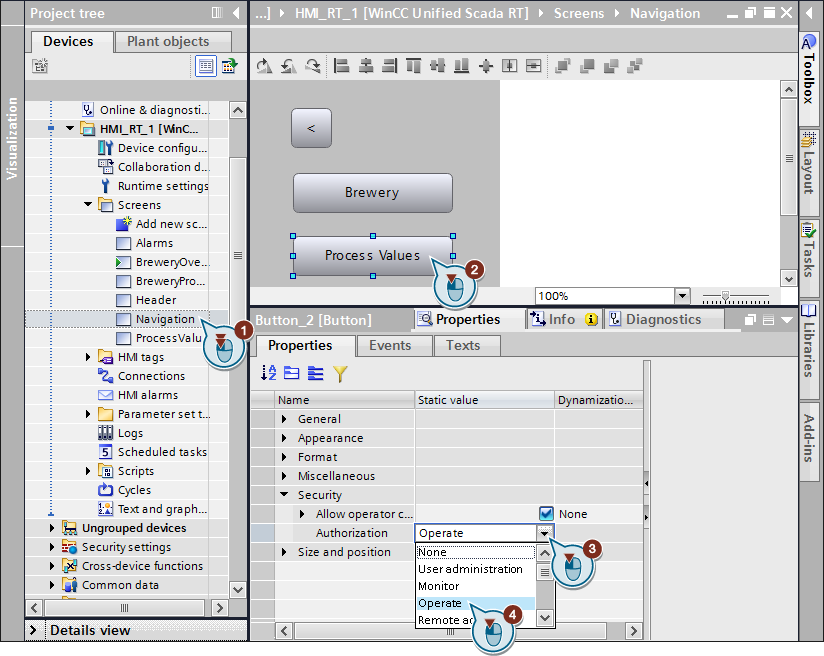 Project tree
Devices
Plant objects
Visualization
Online & diagnosti...
HMI_RT_1 [WinC...
Device configu...
Collaboration d...
Runtime settings
Screens
Add new sc...
Alarms
BreweryOve...
BreweryPro...
Header
Navigation
ProcessValu
HMI tags
Connections
HMI alarms
Parameter set t...
Logs
Scheduled tasks
Scripts
Cycles
Text and graph...
Ungrouped devices
Security settings
Cross-device functions
Common data
Details view
1
...] HMI_RT_1 [WinCC Unified Scada RT] Screens Navigation
<
Brewery
Process Values
2
100%
Button_2 [Button]
Properties
Info
Diagnostics
Properties
Events
Texts
Name Static value Dynamizatio...
General
Appearance
Format
Miscellaneous
Security
Allow operator c... None
Authorization Operate
Size and position
None
User administration
Monitor
Operate
Remote ac
3
4
Toolbox
Layout
Tasks
Libraries
Add-ins